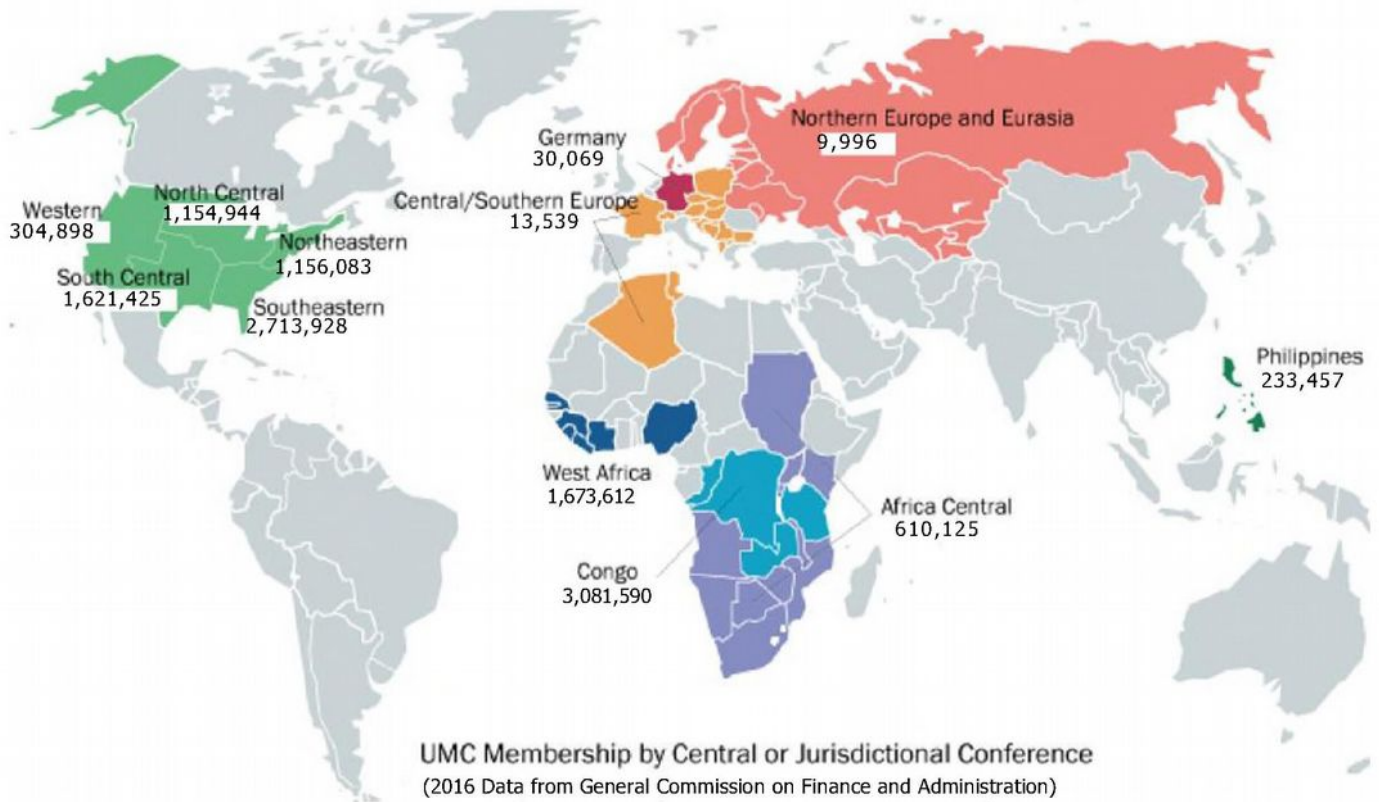 Northern Europe and Eurasia
9,996
Germany
30,069
Central/Southern Europe
13,539
North Central
1,154,944
Western
304,898
Northeastern
1,156,083
South Central
1,621,425
Southeastern
2,713,928
Philippines
233,457
West Africa
1,673,612
Africa Central
610,125
Congo
3,081,590
UMC Membership by Central or Jurisdictional Conference
(2016 Data from General Commission on Finance and Administration)